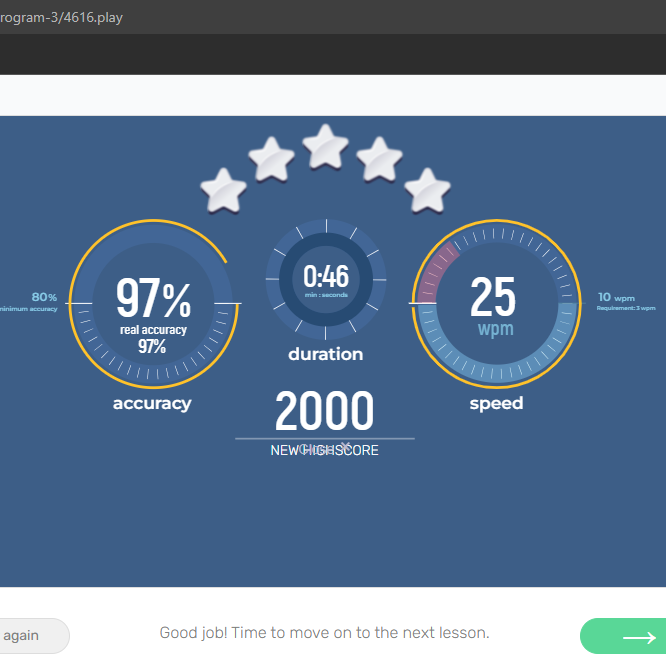 rogram-3/4616.play
80%
minimum accuracy
97%
real accuracy
97%
accuracy
0:46
min : seconds
duration
25
wpm
speed
10 wpm
Requirement: 3 wpm
2000
NEW HIGHSCORE
again
Good job! Time to move on to the next lesson.